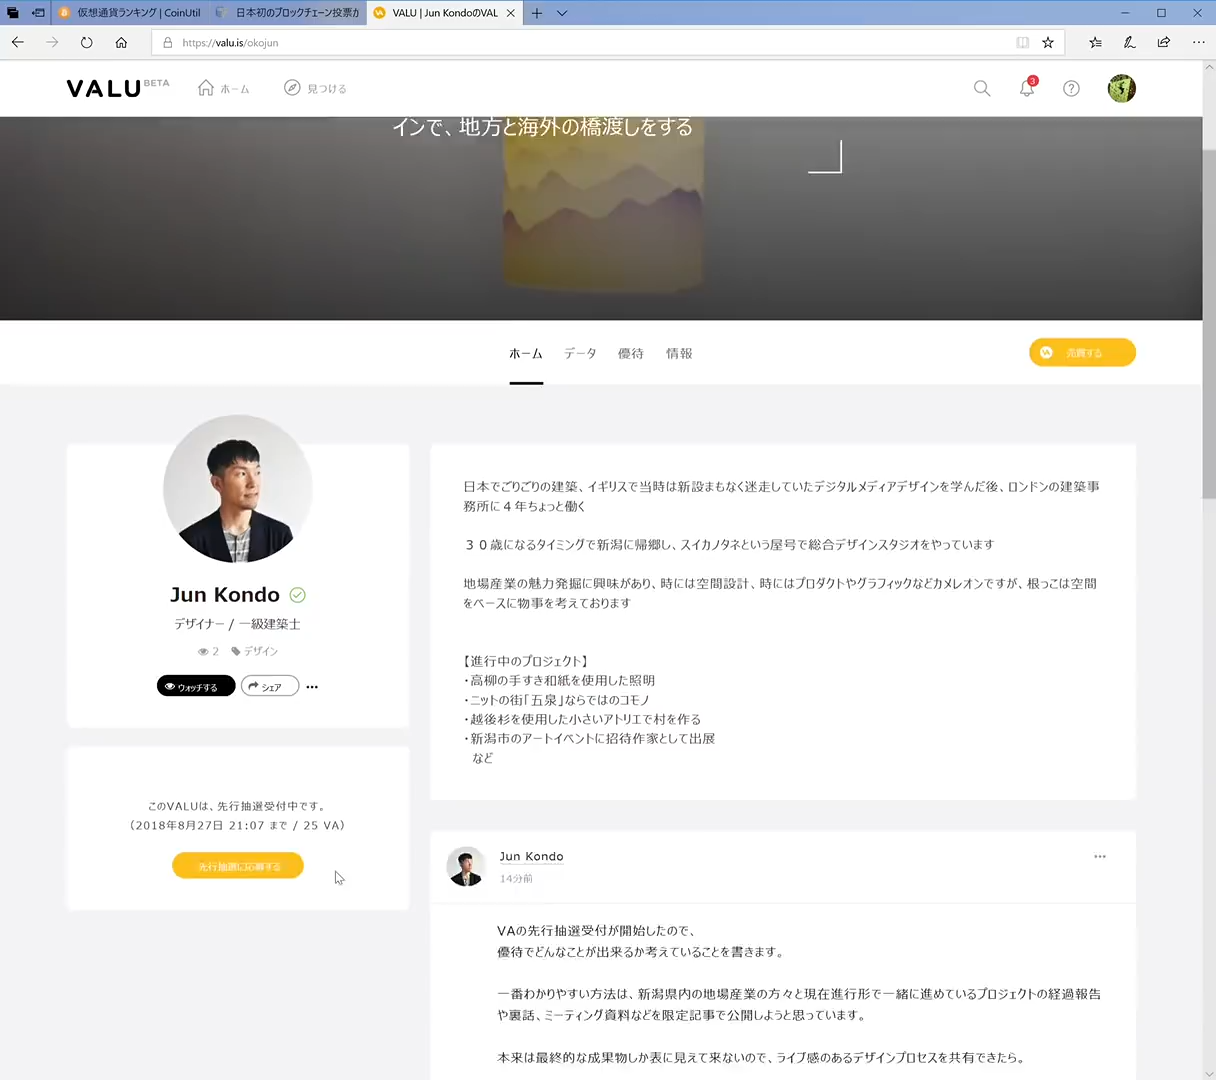 仮想通貨ランキング | CoinUtil
日本初のブロックチェーン投票か
VALU | Jun KondoのVAL
https://valu.is/okojun
VALU BETA
ホーム
見つける
3
インで、地方と海外の橋渡しをする
ホーム
データ
優待
情報
売買する
Jun Kondo
デザイナー / 一級建築士
2
デザイン
ウォッチする
シェア
このVALUは、先行抽選受付中です。
(2018年8月27日 21:07 まで / 25 VA)
先行抽選に応募する
日本でごりごりの建築、イギリスで当時は新設まもなく迷走していたデジタルメディアデザインを学んだ後、ロンドンの建築事
務所に４年ちょっと働く
３０歳になるタイミングで新潟に帰郷し、スイカノタネという屋号で総合デザインスタジオをやっています
地場産業の魅力発掘に興味があり、時には空間設計、時にはプロダクトやグラフィックなどカメレオンですが、根っこは空間
をベースに物事を考えております
【進行中のプロジェクト】
・高柳の手すき和紙を使用した照明
・ニットの街「五泉」ならではのコモノ
・越後杉を使用した小さいアトリエで村を作る
・新潟市のアートイベントに招待作家として出展
など
Jun Kondo
14分前
VAの先行抽選受付が開始したので、
優待でどんなことが出来るか考えていることを書きます。
一番わかりやすい方法は、新潟県内の地場産業の方々と現在進行形で一緒に進めているプロジェクトの経過報告
や裏話、ミーティング資料などを限定記事で公開しようと思っています。
本来は最終的な成果物しか表に見えて来ないので、ライブ感のあるデザインプロセスを共有できたら。